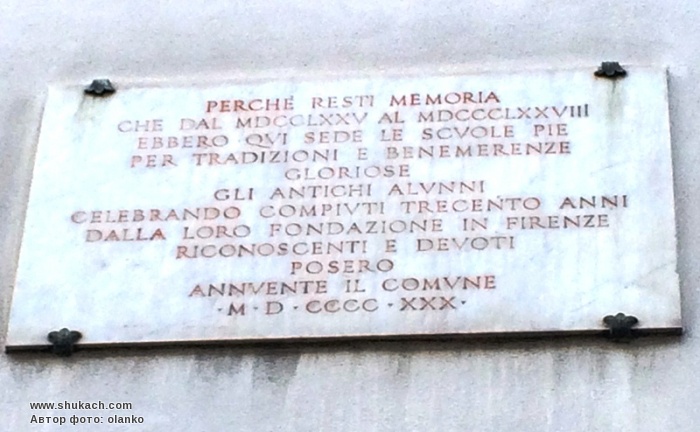 PERCHÉ RESTI MEMORIA
CHE DAL MDCCLXXV AL MDCCCLXXVIII
EBBERO QVI SEDE LE SCVOLE PIE
PER TRADIZIONI E BENEMERENZE
GLORIOSE
GLI ANTICHI ALVNNI
CELEBRANDO COMPIVTI TRECENTO ANNI
DALLA LORO FONDAZIONE IN FIRENZE
RICONOSCENTI E DEVOTI
POSERO
ANNVENTE IL COMVNE
·M·D·CCCC·XXX·
www.shukach.com
Автор фото: olanko